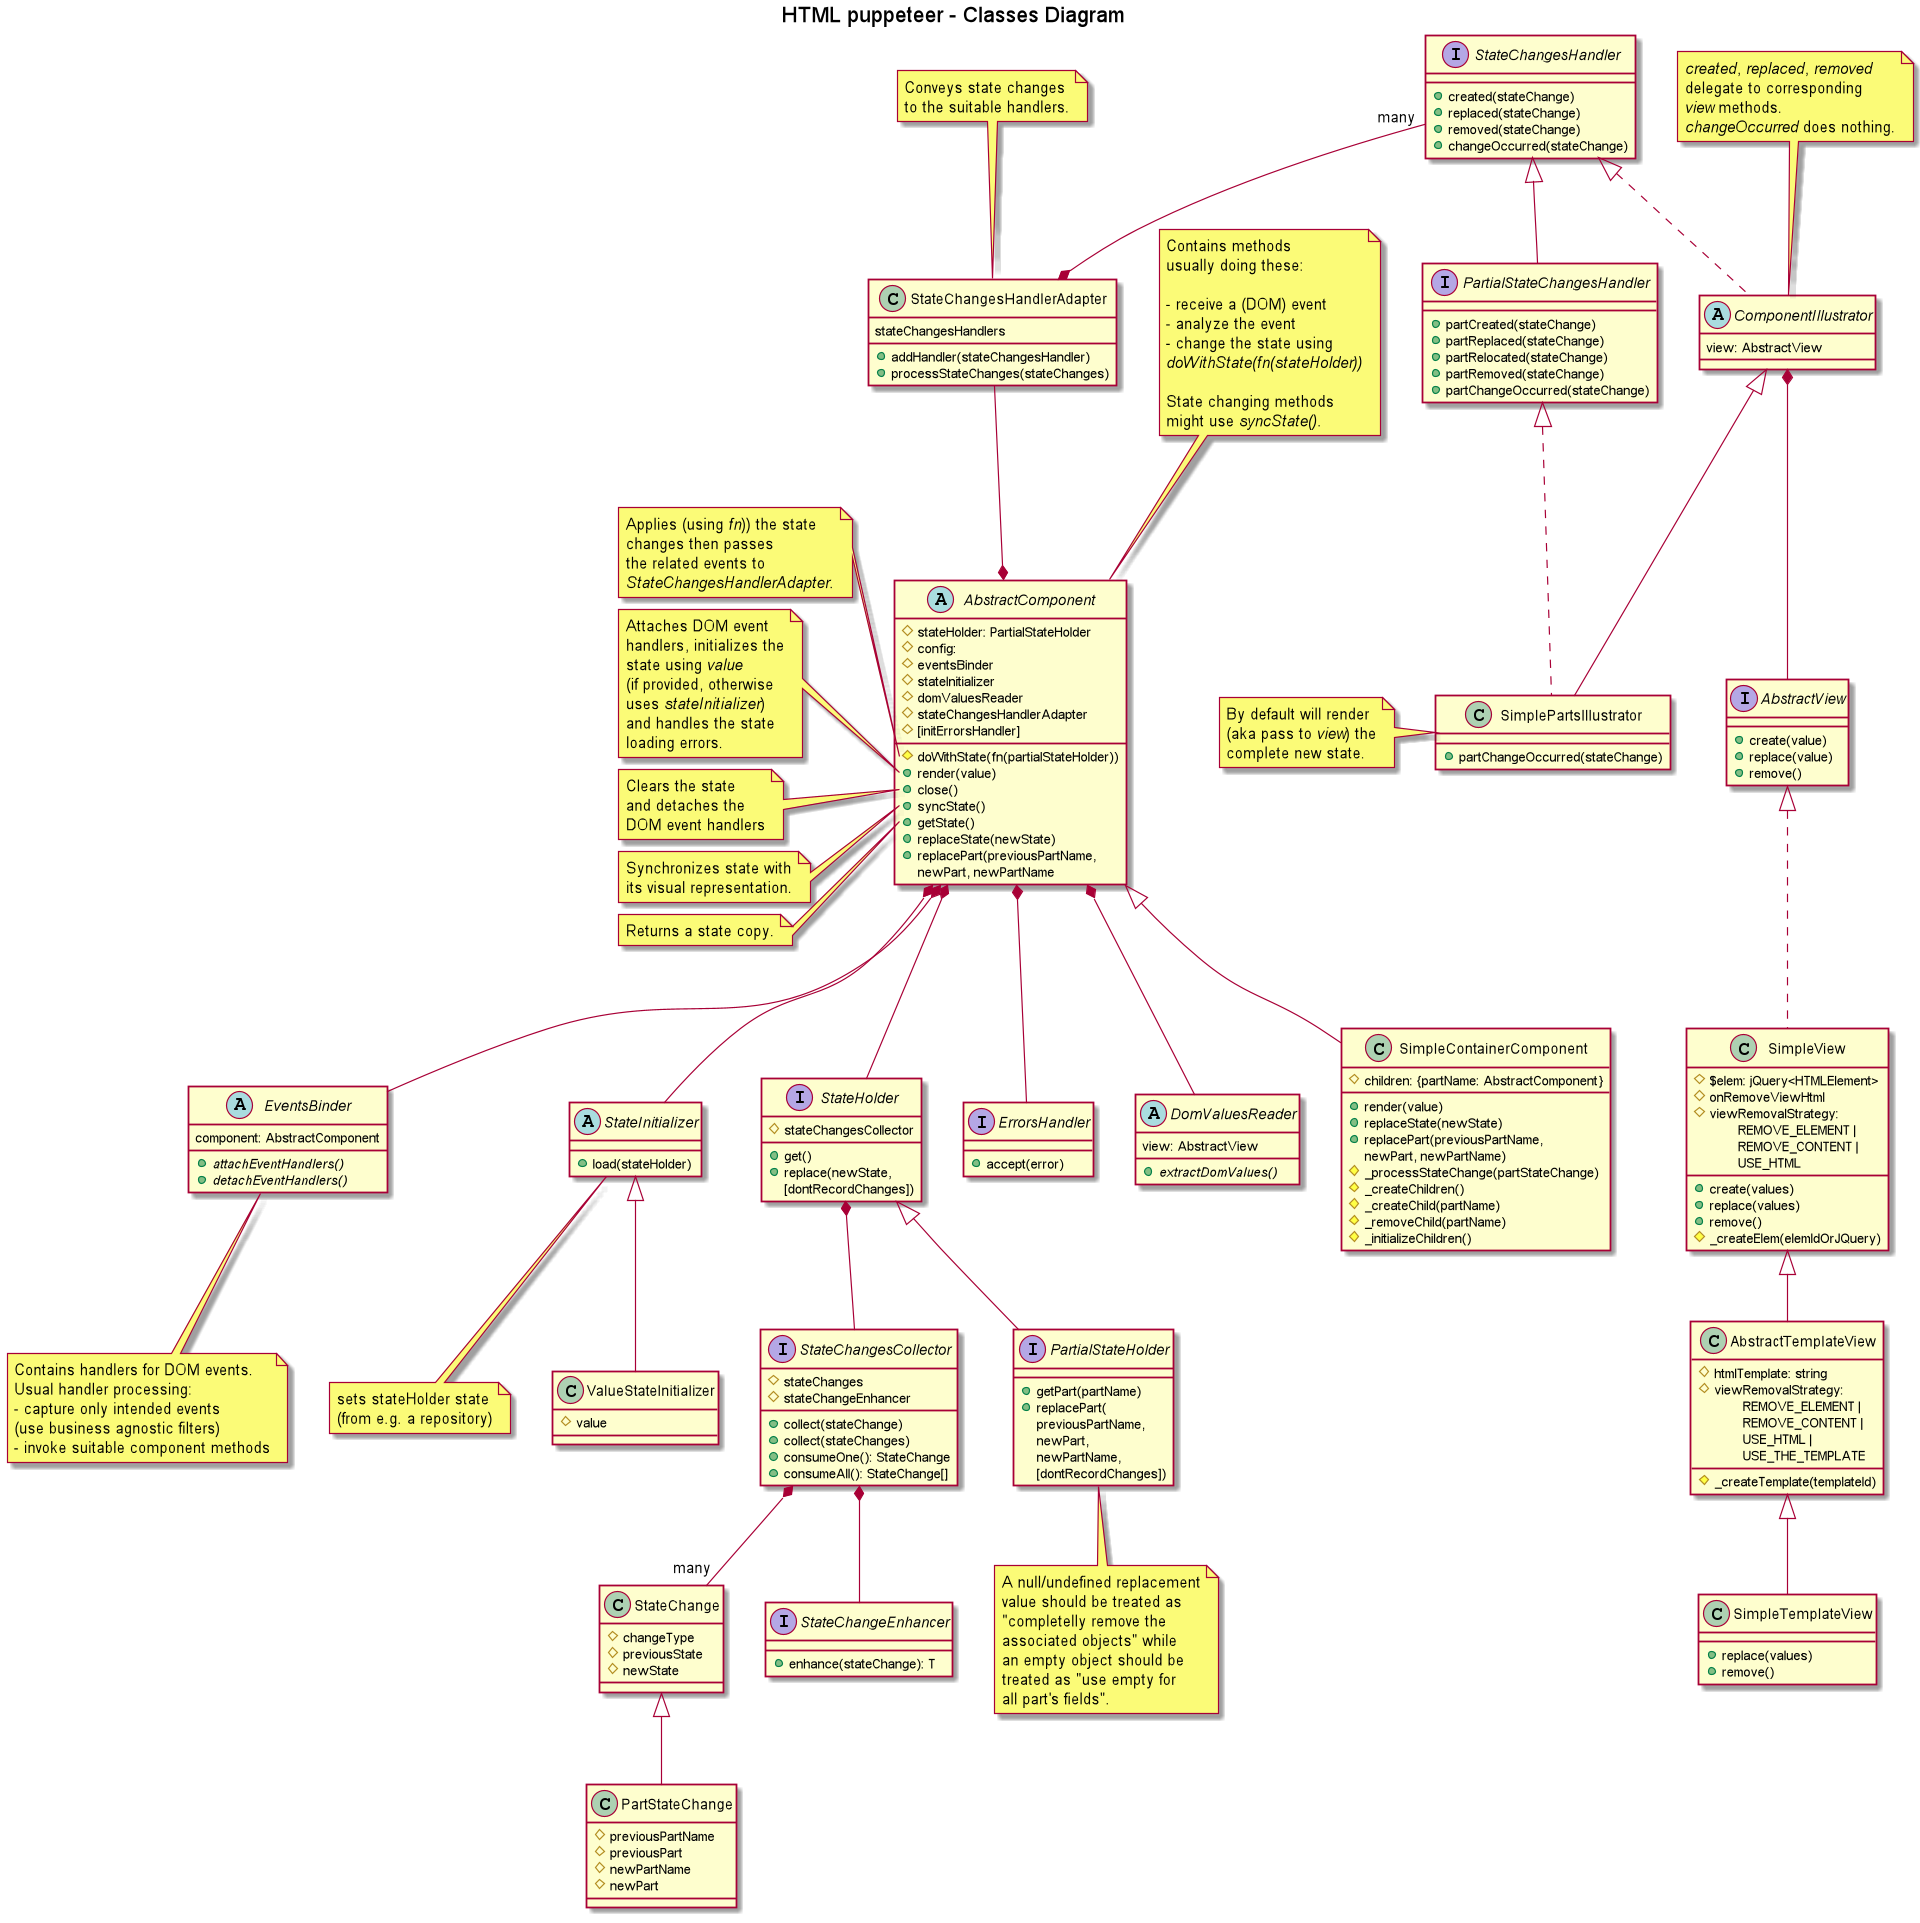 HTML puppeteer - Classes Diagram
I StateChangesHandler
created(stateChange)
replaced(stateChange)
removed(stateChange)
changeOccurred(stateChange)
created, replaced, removed
delegate to corresponding
view methods.
changeOccurred does nothing.
Conveys state changes
to the suitable handlers.
many
Contains methods
usually doing these:
- receive a (DOM) event
- analyze the event
- change the state using
doWithState(fn(stateHolder))
State changing methods
might use syncState().
C StateChangesHandlerAdapter
stateChangesHandlers
addHandler(stateChangesHandler)
processStateChanges(stateChanges)
I PartialStateChangesHandler
partCreated(stateChange)
partReplaced(stateChange)
partRelocated(stateChange)
partRemoved(stateChange)
partChangeOccurred(stateChange)
A ComponentIllustrator
view: AbstractView
Applies (using fn)) the state
changes then passes
the related events to
StateChangesHandlerAdapter.
Attaches DOM event
handlers, initializes the
state using value
(if provided, otherwise
uses stateInitializer)
and handles the state
loading errors.
Clears the state
and detaches the
DOM event handlers
Synchronizes state with
its visual representation.
Returns a state copy.
A AbstractComponent
stateHolder: PartialStateHolder
config:
eventsBinder
stateInitializer
domValuesReader
stateChangesHandlerAdapter
[initErrorsHandler]
doWithState(fn(partialStateHolder))
render(value)
close()
syncState()
getState()
replaceState(newState)
replacePart(previousPartName,
newPart, newPartName
By default will render
(aka pass to view) the
complete new state.
C SimplePartsIllustrator
partChangeOccurred(stateChange)
I AbstractView
create(value)
replace(value)
remove()
A EventsBinder
component: AbstractComponent
attachEventHandlers()
detachEventHandlers()
A StateInitializer
load(stateHolder)
I StateHolder
stateChangesCollector
get()
replace(newState,
[dontRecordChanges])
I ErrorsHandler
accept(error)
A DomValuesReader
view: AbstractView
extractDomValues()
C SimpleContainerComponent
children: {partName: AbstractComponent}
render(value)
replaceState(newState)
replacePart(previousPartName,
newPart, newPartName)
_processStateChange(partStateChange)
_createChildren()
_createChild(partName)
_removeChild(partName)
_initializeChildren()
C SimpleView
$elem: jQuery<HTMLElement>
onRemoveViewHtml
viewRemovalStrategy:
REMOVE_ELEMENT |
REMOVE_CONTENT |
USE_HTML
create(values)
replace(values)
remove()
_createElem(elemIdOrJQuery)
Contains handlers for DOM events.
Usual handler processing:
- capture only intended events
(use business agnostic filters)
- invoke suitable component methods
sets stateHolder state
(from e.g. a repository)
C ValueStateInitializer
value
I StateChangesCollector
stateChanges
stateChangeEnhancer
collect(stateChange)
collect(stateChanges)
consumeOne(): StateChange
consumeAll(): StateChange[]
I PartialStateHolder
getPart(partName)
replacePart(
previousPartName,
newPart,
newPartName,
[dontRecordChanges])
C AbstractTemplateView
htmlTemplate: string
viewRemovalStrategy:
REMOVE_ELEMENT |
REMOVE_CONTENT |
USE_HTML |
USE_THE_TEMPLATE
_createTemplate(templateId)
many
C StateChange
changeType
previousState
newState
I StateChangeEnhancer
enhance(stateChange): T
A null/undefined replacement
value should be treated as
"completelly remove the
associated objects" while
an empty object should be
treated as "use empty for
all part's fields".
C SimpleTemplateView
replace(values)
remove()
C PartStateChange
previousPartName
previousPart
newPartName
newPart